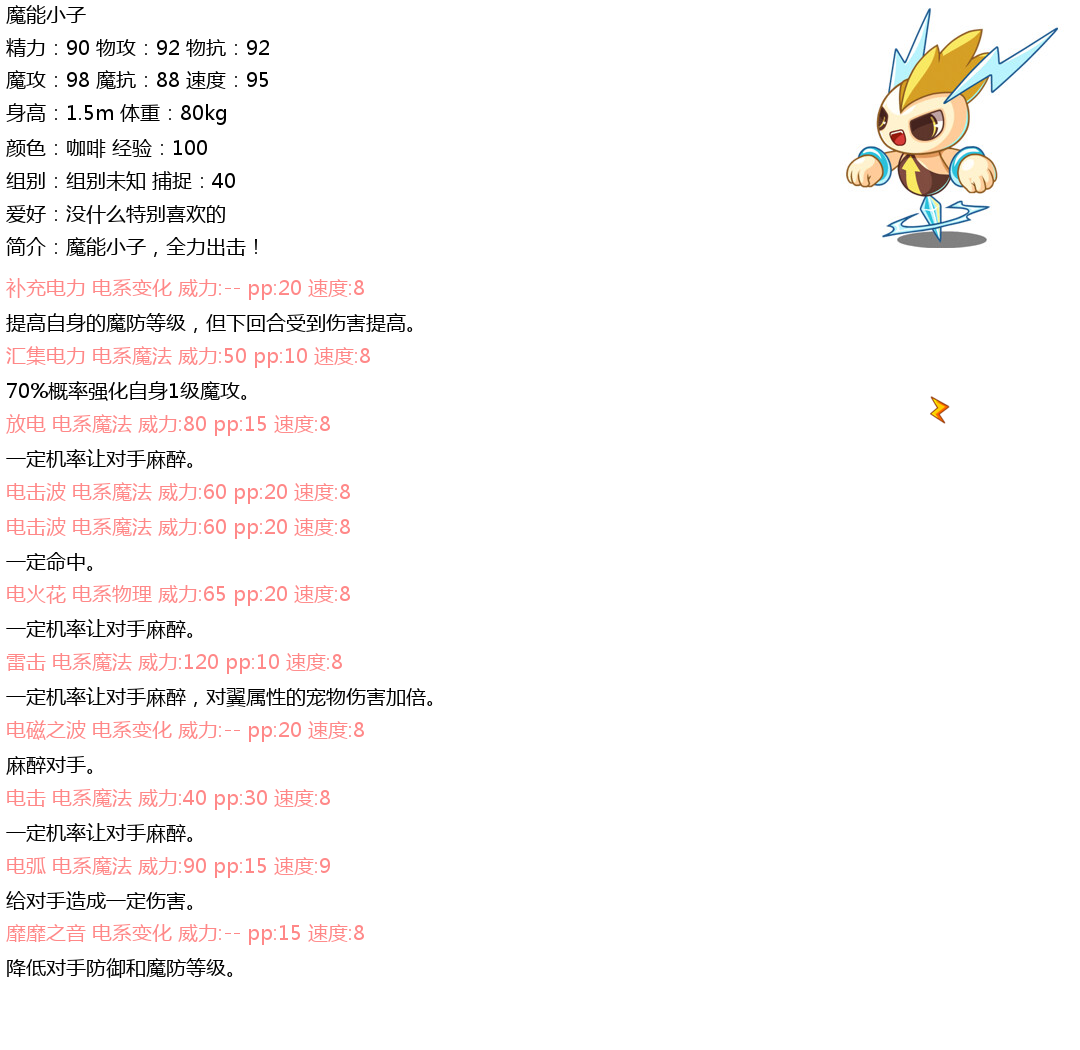 魔能小子
精力：90 物攻：92 物抗：92
魔攻：98 魔抗：88 速度：95
身高：1.5m 体重：80kg
颜色：咖啡 经验：100
组别：组别未知 捕捉：40
爱好：没什么特别喜欢的
简介：魔能小子，全力出击！
补充电力 电系变化 威力:-- pp:20 速度:8
提高自身的魔防等级，但下回合受到伤害提高。
汇集电力 电系魔法 威力:50 pp:10 速度:8
70%概率强化自身1级魔攻。
放电 电系魔法 威力:80 pp:15 速度:8
一定机率让对手麻醉。
电击波 电系魔法 威力:60 pp:20 速度:8
电击波 电系魔法 威力:60 pp:20 速度:8
一定命中。
电火花 电系物理 威力:65 pp:20 速度:8
一定机率让对手麻醉。
雷击 电系魔法 威力:120 pp:10 速度:8
一定机率让对手麻醉，对翼属性的宠物伤害加倍。
电磁之波 电系变化 威力:-- pp:20 速度:8
麻醉对手。
电击 电系魔法 威力:40 pp:30 速度:8
一定机率让对手麻醉。
电弧 电系魔法 威力:90 pp:15 速度:9
给对手造成一定伤害。
靡靡之音 电系变化 威力:-- pp:15 速度:8
降低对手防御和魔防等级。